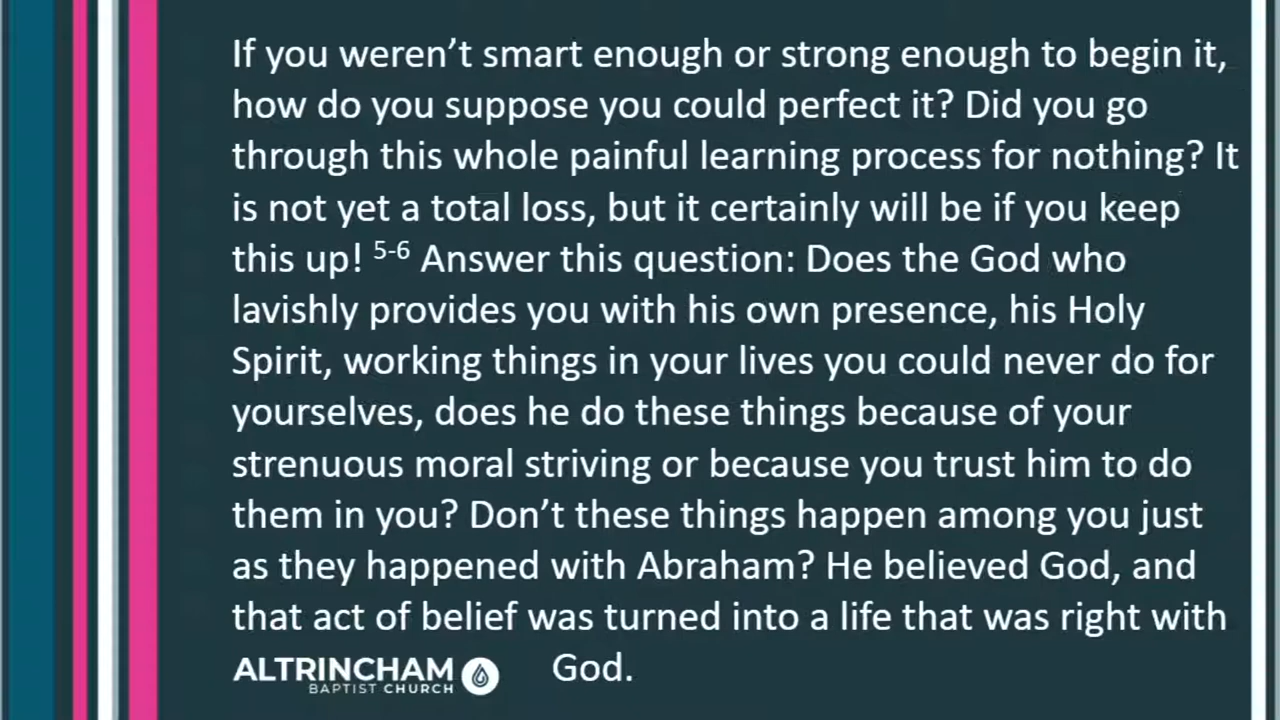 If you weren’t smart enough or strong enough to begin it,
how do you suppose you could perfect it? Did you go
through this whole painful learning process for nothing? It
is not yet a total loss, but it certainly will be if you keep
this up! 5-6 Answer this question: Does the God who
lavishly provides you with his own presence, his Holy
Spirit, working things in your lives you could never do for
yourselves, does he do these things because of your
strenuous moral striving or because you trust him to do
them in you? Don’t these things happen among you just
as they happened with Abraham? He believed God, and
that act of belief was turned into a life that was right with
God.
ALTRINCHAM
BAPTIST CHURCH